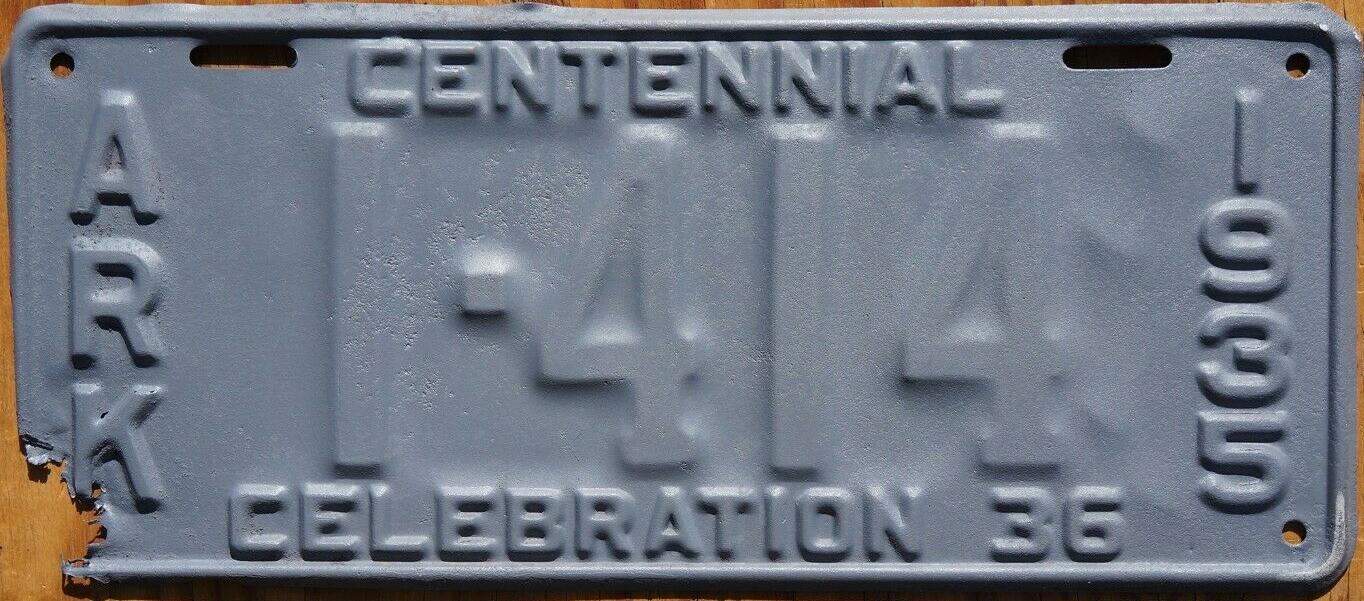 CENTENNIAL
ARK
1-414
1935
CELEBRATION 36